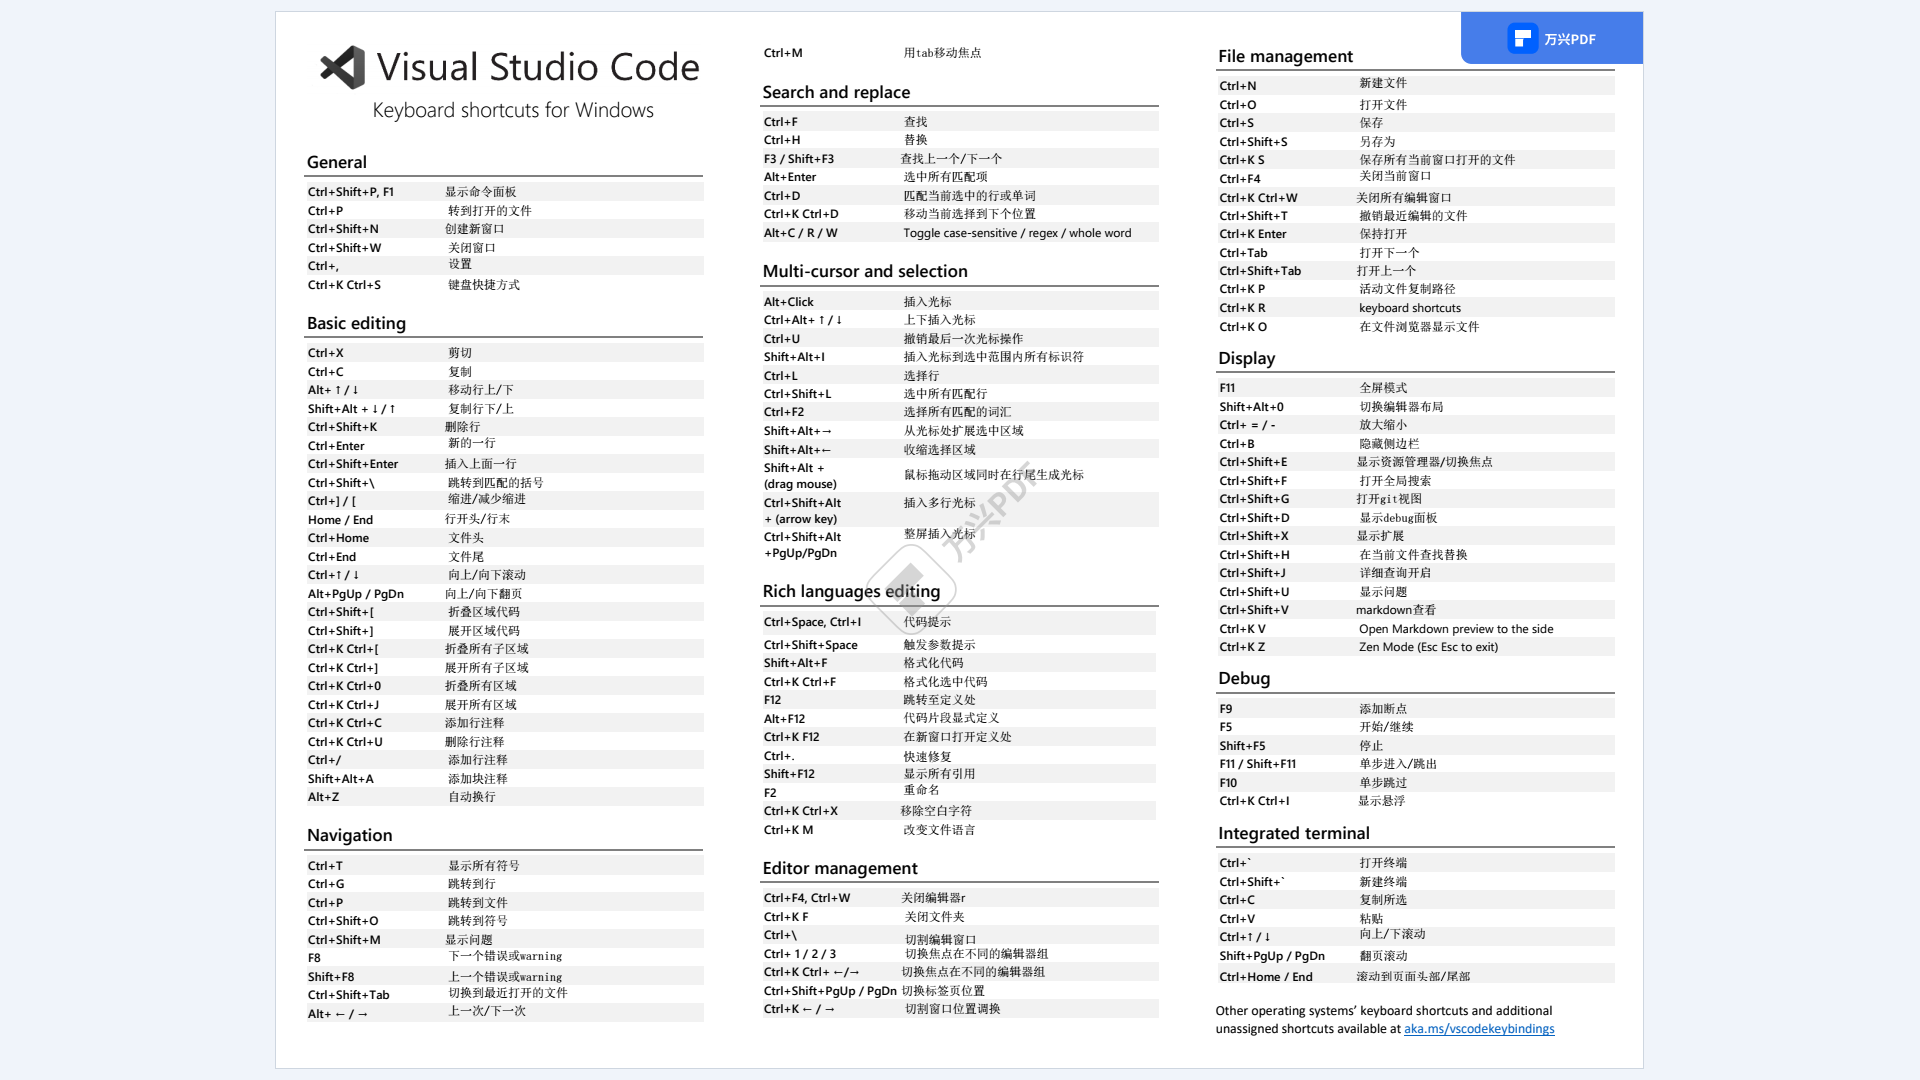 Visual Studio Code
Keyboard shortcuts for Windows
General
Ctrl+Shift+P, F1 显示命令面板
Ctrl+P 转到打开的文件
Ctrl+Shift+N 创建新窗口
Ctrl+Shift+W 关闭窗口
Ctrl+, 设置
Ctrl+K Ctrl+S 键盘快捷方式
Basic editing
Ctrl+X 剪切
Ctrl+C 复制
Alt+ ↑ / ↓ 移动行上/下
Shift+Alt + ↓ / ↑ 复制行下/上
Ctrl+Shift+K 删除行
Ctrl+Enter 新的一行
Ctrl+Shift+Enter 插入上面一行
Ctrl+Shift+\ 跳转到匹配的括号
Ctrl+] / [ 缩进/减少缩进
Home / End 行开头/行末
Ctrl+Home 文件头
Ctrl+End 文件尾
Ctrl+↑ / ↓ 向上/向下滚动
Alt+PgUp / PgDn 向上/向下翻页
Ctrl+Shift+[ 折叠区域代码
Ctrl+Shift+] 展开区域代码
Ctrl+K Ctrl+[ 折叠所有子区域
Ctrl+K Ctrl+] 展开所有子区域
Ctrl+K Ctrl+0 折叠所有区域
Ctrl+K Ctrl+J 展开所有区域
Ctrl+K Ctrl+C 添加行注释
Ctrl+K Ctrl+U 删除行注释
Ctrl+/ 添加行注释
Shift+Alt+A 添加块注释
Alt+Z 自动换行
Navigation
Ctrl+T 显示所有符号
Ctrl+G 跳转到行
Ctrl+P 跳转到文件
Ctrl+Shift+O 跳转到符号
Ctrl+Shift+M 显示问题
F8 下一个错误或warning
Shift+F8 上一个错误或warning
Ctrl+Shift+Tab 切换到最近打开的文件
Alt+ ← / → 上一次/下一次
Ctrl+M 用tab移动焦点
Search and replace
Ctrl+F 查找
Ctrl+H 替换
F3 / Shift+F3 查找上一个/下一个
Alt+Enter 选中所有匹配项
Ctrl+D 匹配当前选中的行或单词
Ctrl+K Ctrl+D 移动当前选择到下个位置
Alt+C / R / W Toggle case-sensitive / regex / whole word
Multi-cursor and selection
Alt+Click 插入光标
Ctrl+Alt+ ↑ / ↓ 上下插入光标
Ctrl+U 撤销最后一次光标操作
Shift+Alt+I 插入光标到选中范围内所有标识符
Ctrl+L 选择行
Ctrl+Shift+L 选中所有匹配行
Ctrl+F2 选择所有匹配的词汇
Shift+Alt+→ 从光标处扩展选中区域
Shift+Alt+← 收缩选择区域
Shift+Alt + 鼠标拖动区域同时在行尾生成光标
(drag mouse)
Ctrl+Shift+Alt 插入多行光标
+ (arrow key)
Ctrl+Shift+Alt 整屏插入光标
+PgUp/PgDn
万兴PDF
Rich languages editing
Ctrl+Space, Ctrl+I 代码提示
Ctrl+Shift+Space 触发参数提示
Shift+Alt+F 格式化代码
Ctrl+K Ctrl+F 格式化选中代码
F12 跳转至定义处
Alt+F12 代码片段显式定义
Ctrl+K F12 在新窗口打开定义处
Ctrl+. 快速修复
Shift+F12 显示所有引用
F2 重命名
Ctrl+K Ctrl+X 移除空白字符
Ctrl+K M 改变文件语言
Editor management
Ctrl+F4, Ctrl+W 关闭编辑器r
Ctrl+K F 关闭文件夹
Ctrl+\ 切割编辑窗口
Ctrl+ 1 / 2 / 3 切换焦点在不同的编辑器组
Ctrl+K Ctrl+ ←/→ 切换焦点在不同的编辑器组
Ctrl+Shift+PgUp / PgDn 切换标签页位置
Ctrl+K ← / → 切割窗口位置调换
万兴PDF
File management
Ctrl+N 新建文件
Ctrl+O 打开文件
Ctrl+S 保存
Ctrl+Shift+S 另存为
Ctrl+K S 保存所有当前窗口打开的文件
Ctrl+F4 关闭当前窗口
Ctrl+K Ctrl+W 关闭所有编辑窗口
Ctrl+Shift+T 撤销最近编辑的文件
Ctrl+K Enter 保持打开
Ctrl+Tab 打开下一个
Ctrl+Shift+Tab 打开上一个
Ctrl+K P 活动文件复制路径
Ctrl+K R keyboard shortcuts
Ctrl+K O 在文件浏览器显示文件
Display
F11 全屏模式
Shift+Alt+0 切换编辑器布局
Ctrl+ = / - 放大缩小
Ctrl+B 隐藏侧边栏
Ctrl+Shift+E 显示资源管理器/切换焦点
Ctrl+Shift+F 打开全局搜索
Ctrl+Shift+G 打开git视图
Ctrl+Shift+D 显示debug面板
Ctrl+Shift+X 显示扩展
Ctrl+Shift+H 在当前文件查找替换
Ctrl+Shift+J 详细查询开启
Ctrl+Shift+U 显示问题
Ctrl+Shift+V markdown查看
Ctrl+K V Open Markdown preview to the side
Ctrl+K Z Zen Mode (Esc Esc to exit)
Debug
F9 添加断点
F5 开始/继续
Shift+F5 停止
F11 / Shift+F11 单步进入/跳出
F10 单步跳过
Ctrl+K Ctrl+I 显示悬浮
Integrated terminal
Ctrl+` 打开终端
Ctrl+Shift+` 新建终端
Ctrl+C 复制所选
Ctrl+V 粘贴
Ctrl+↑ / ↓ 向上/下滚动
Shift+PgUp / PgDn 翻页滚动
Ctrl+Home / End 滚动到页面头部/尾部
Other operating systems’ keyboard shortcuts and additional
unassigned shortcuts available at aka.ms/vscodekeybindings